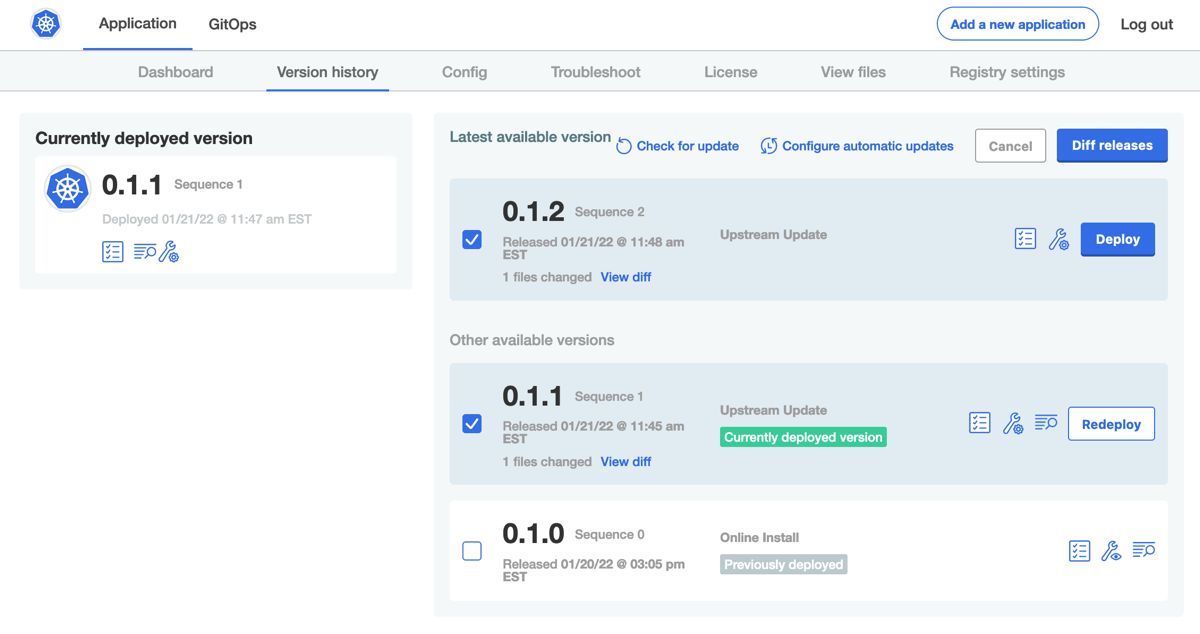 Application
GitOps
Add a new application
Log out
Dashboard
Version history
Config
Troubleshoot
License
View files
Registry settings
Currently deployed version
0.1.1 Sequence 1
Deployed 01/21/22 @ 11:47 am EST
Latest available version
Check for update
Configure automatic updates
Cancel
Diff releases
0.1.2 Sequence 2
Released 01/21/22 @ 11:48 am
EST
1 files changed View diff
Upstream Update
Deploy
Other available versions
0.1.1 Sequence 1
Released 01/21/22 @ 11:45 am
EST
1 files changed View diff
Upstream Update
Currently deployed version
Redeploy
0.1.0 Sequence 0
Released 01/20/22 @ 03:05 pm
EST
Online Install
Previously deployed